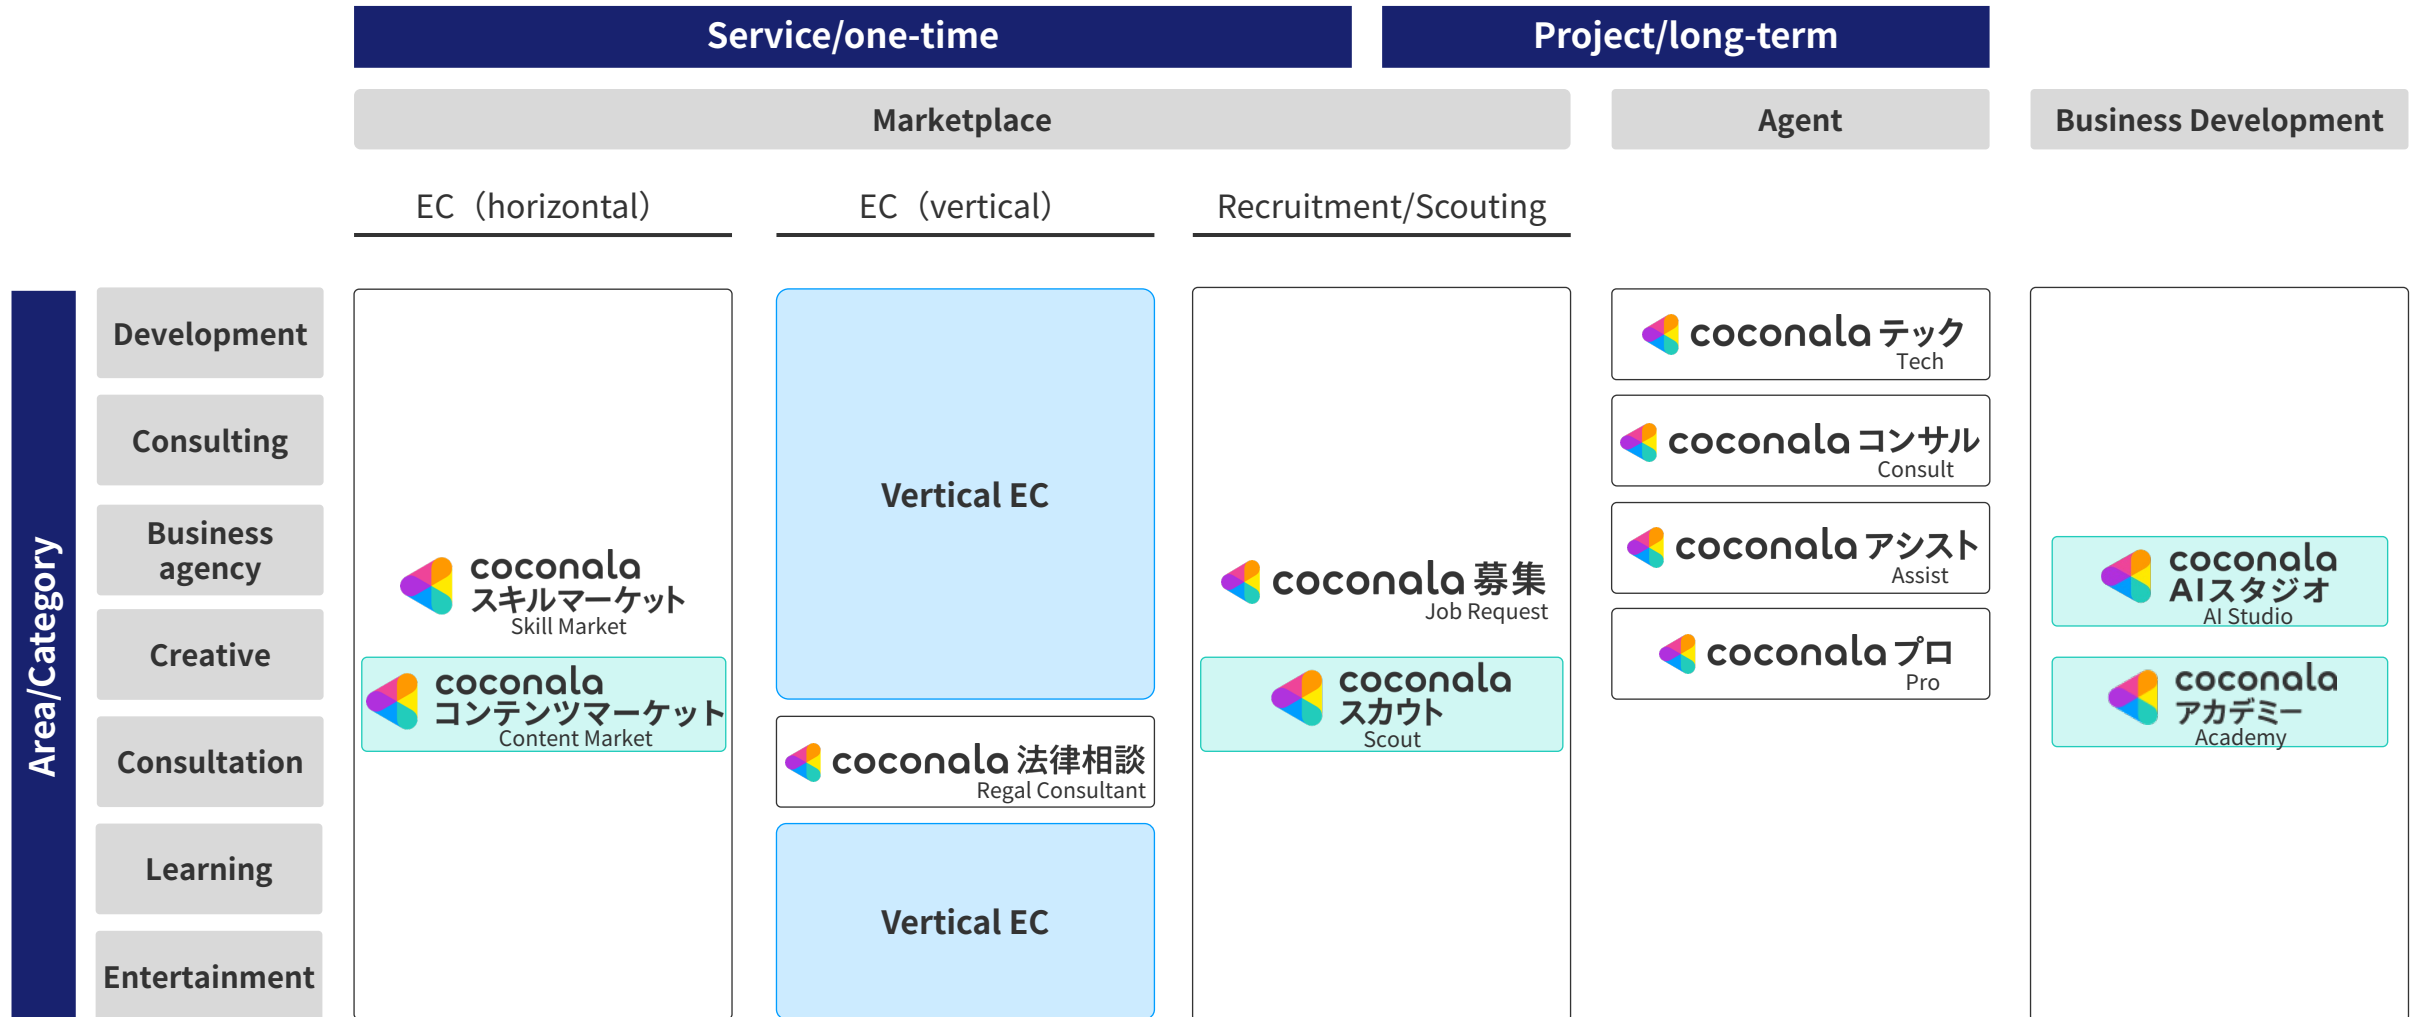 Service/one-time
Project/long-term
Marketplace
Agent
Business Development
EC（horizontal）
EC（vertical）
Recruitment/Scouting
Area/Category
Development
Consulting
Business
agency
Creative
Consultation
Learning
Entertainment
coconala
スキルマーケット
Skill Market
coconala
コンテンツマーケット
Content Market
Vertical EC
coconala 法律相談
Regal Consultant
Vertical EC
coconala 募集
Job Request
coconala
スカウト
Scout
coconala テック
Tech
coconala コンサル
Consult
coconala アシスト
Assist
coconala プロ
Pro
coconala
AIスタジオ
AI Studio
coconala
アカデミー
Academy